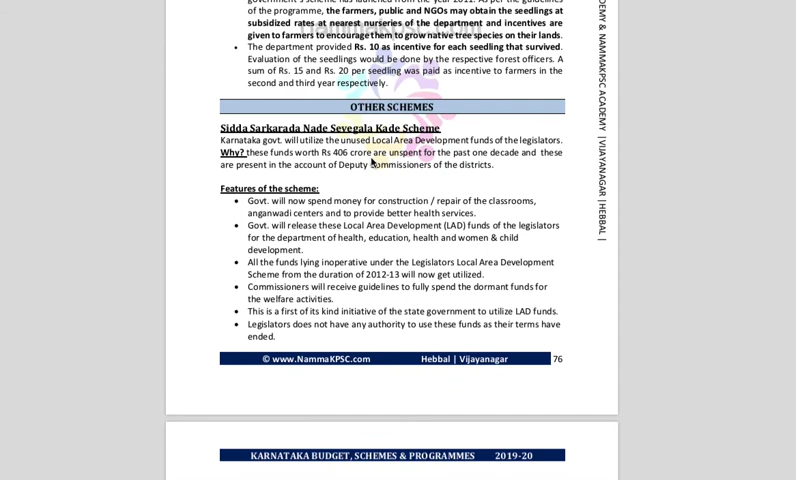 of the programme, the farmers, public and NGOs may obtain the seedlings at
subsidized rates at nearest nurseries of the department and incentives are
given to farmers to encourage them to grow native tree species on their lands.
• The department provided Rs. 10 as incentive for each seedling that survived.
Evaluation of the seedlings would be done by the respective forest officers. A
sum of Rs. 15 and Rs. 20 per seedling was paid as incentive to farmers in the
second and third year respectively.
OTHER SCHEMES
Sidda Sarkarada Nade Sevegala Kade Scheme
Karnataka govt. will utilize the unused Local Area Development funds of the legislators.
Why? these funds worth Rs 406 crore are unspent for the past one decade and these
are present in the account of Deputy Commissioners of the districts.
Features of the scheme:
• Govt. will now spend money for construction / repair of the classrooms,
anganwadi centers and to provide better health services.
• Govt. will release these Local Area Development (LAD) funds of the legislators
for the department of health, education, health and women & child
development.
• All the funds lying inoperative under the Legislators Local Area Development
Scheme from the duration of 2012-13 will now get utilized.
• Commissioners will receive guidelines to fully spend the dormant funds for
the welfare activities.
• This is a first of its kind initiative of the state government to utilize LAD funds.
• Legislators does not have any authority to use these funds as their terms have
ended.
© www.NammaKPSC.com Hebbal | Vijayanagar 76
KARNATAKA BUDGET, SCHEMES & PROGRAMMES 2019-20
& NAMMAKPSC ACADEMY |VIJAYANAGAR |HEBBAL |